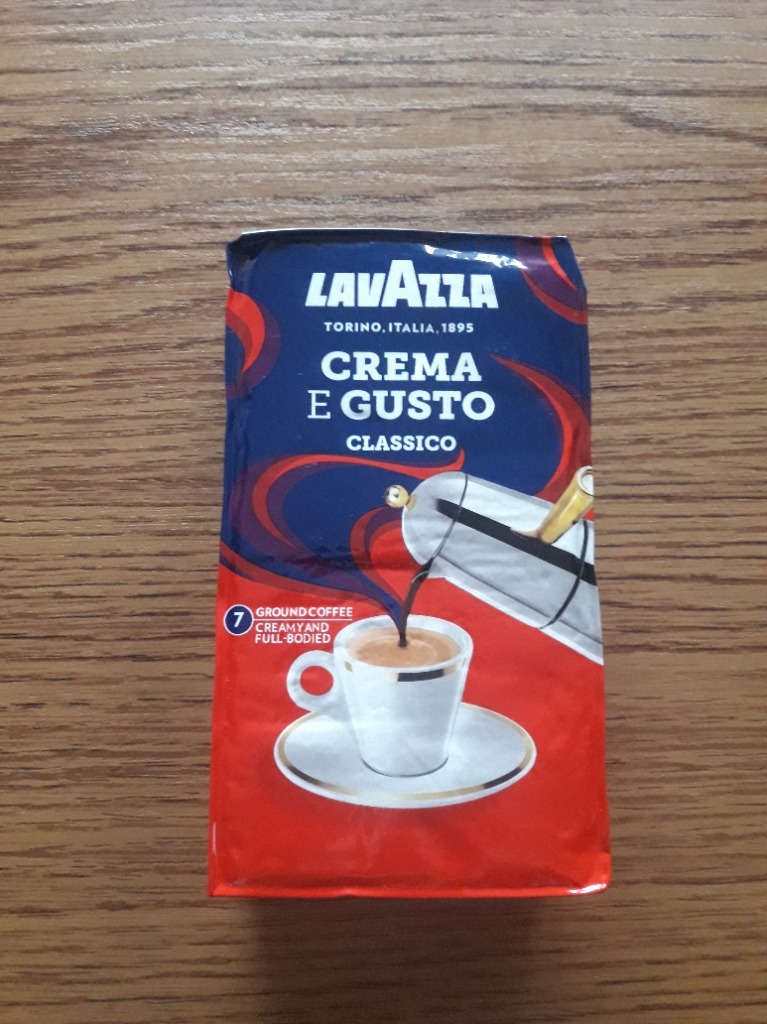 LAVAZZA
TORINO, ITALIA, 1895
CREMA
E GUSTO
CLASSICO
7
GROUND COFFEE
CREAMY AND
FULL-BODIED